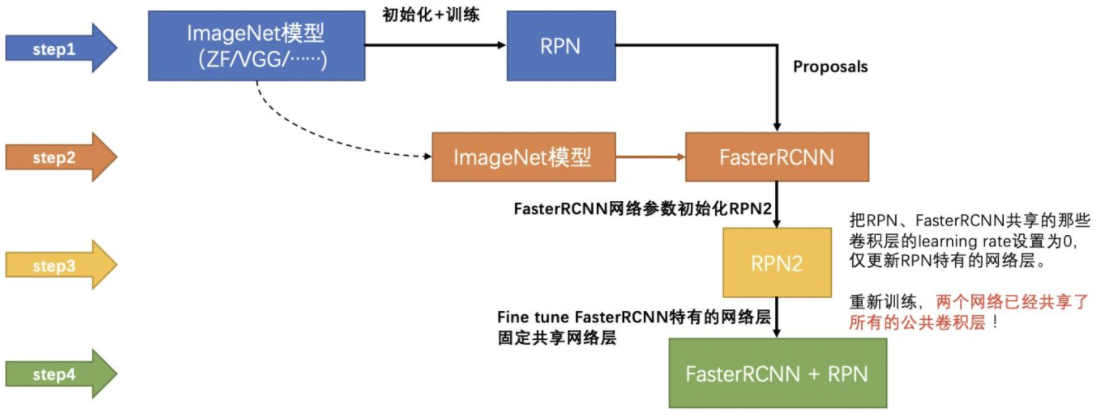 step1
ImageNet模型
（ZF/VGG/······)
初始化+训练
RPN
Proposals
step2
ImageNet模型
FasterRCNN
FasterRCNN网络参数初始化RPN2
step3
RPN2
把RPN、FasterRCNN共享的那些
卷积层的learning rate设置为0,
仅更新RPN特有的网络层。
重新训练，两个网络已经共享了
所有的公共卷积层！
Fine tune FasterRCNN特有的网络层
固定共享网络层
step4
FasterRCNN + RPN